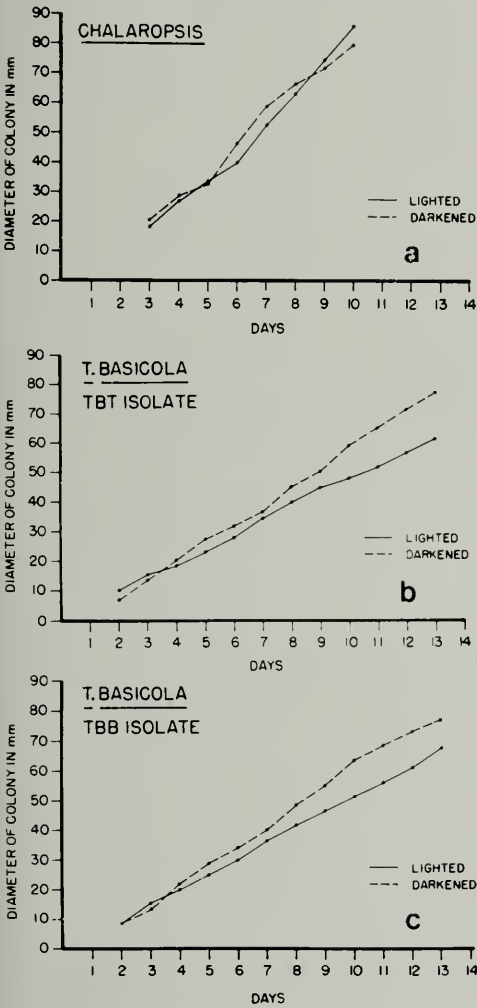 CHALAROPSIS
DIAMETER OF COLONY IN mm
90
80
70
60
50
40
30
20
10
0
LIGHTED
DARKENED
a
1 2 3 4 5 6 7 8 9 10 11 12 13 14
DAYS
T. BASICOLA
TBT ISOLATE
DIAMETER OF COLONY IN mm
90
80
70
60
50
40
30
20
10
0
LIGHTED
DARKENED
b
1 2 3 4 5 6 7 8 9 10 11 12 13 14
DAYS
T. BASICOLA
TBB ISOLATE
DIAMETER OF COLONY IN mm
90
80
70
60
50
40
30
20
10
0
LIGHTED
DARKENED
c
1 2 3 4 5 6 7 8 9 10 11 12 13 14
DAYS